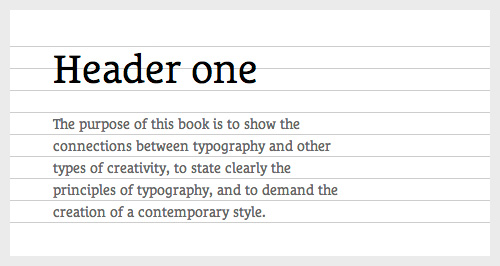 Header one
The purpose of this book is to show the
connections between typography and other
types of creativity, to state clearly the
principles of typography, and to demand the
creation of a contemporary style.